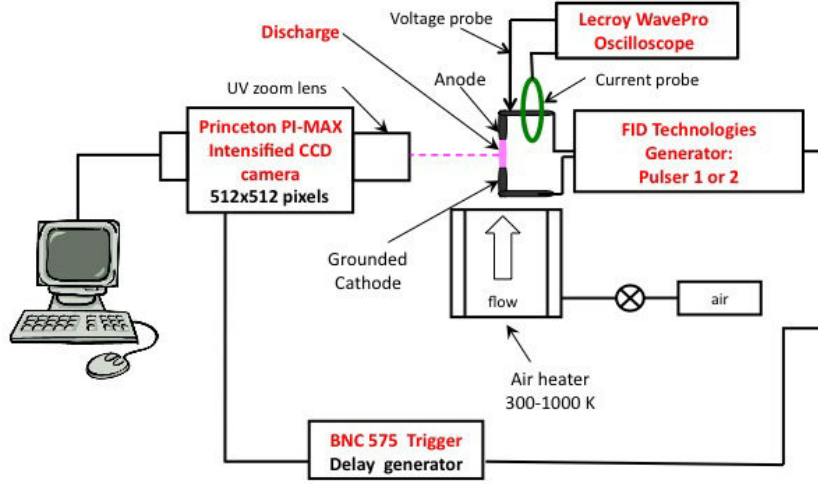 Voltage probe
Lecroy WavePro
Oscilloscope
Discharge
Anode
Current probe
UV zoom lens
Princeton PI-MAX
Intensified CCD
camera
512x512 pixels
FID Technologies
Generator:
Pulser 1 or 2
Grounded
Cathode
flow
air
Air heater
300-1000 K
BNC 575 Trigger
Delay generator